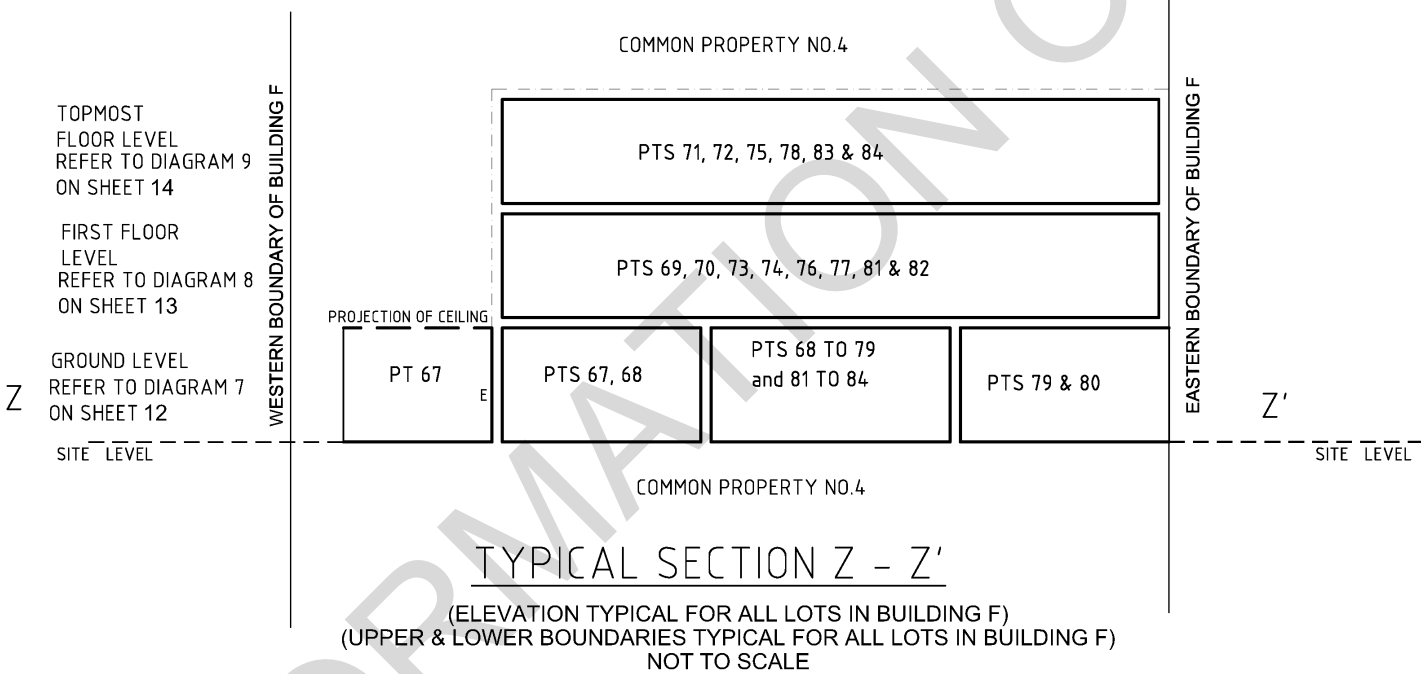 COMMON PROPERTY NO.4
TOPMOST
FLOOR LEVEL
REFER TO DIAGRAM 9
ON SHEET 14
WESTERN BOUNDARY OF BUILDING F
EASTERN BOUNDARY OF BUILDING F
PTS 71, 72, 75, 78, 83 & 84
FIRST FLOOR
LEVEL
REFER TO DIAGRAM 8
ON SHEET 13
PTS 69, 70, 73, 74, 76, 77, 81 & 82
PROJECTION OF CEILING
GROUND LEVEL
REFER TO DIAGRAM 7
ON SHEET 12
Z
PT 67
E
PTS 67, 68
PTS 68 TO 79
and 81 TO 84
PTS 79 & 80
Z'
SITE LEVEL
SITE LEVEL
COMMON PROPERTY NO.4
TYPICAL SECTION Z - Z'
(ELEVATION TYPICAL FOR ALL LOTS IN BUILDING F)
(UPPER & LOWER BOUNDARIES TYPICAL FOR ALL LOTS IN BUILDING F)
NOT TO SCALE
ORMATION O